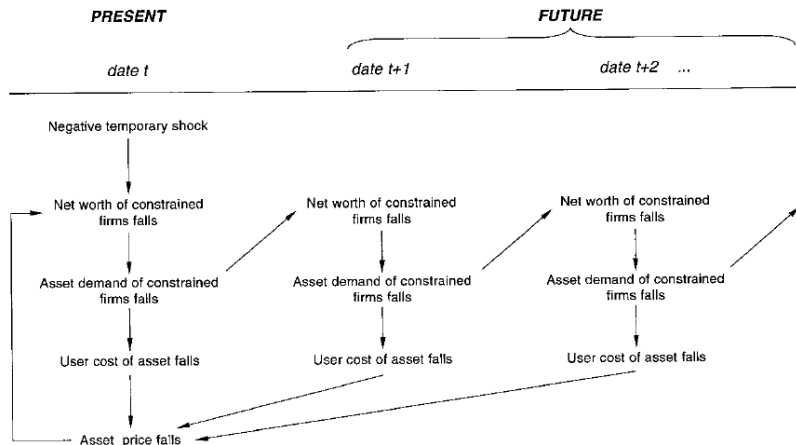 PRESENT
FUTURE
date t
date t+1
date t+2 ...
Negative temporary shock
Net worth of constrained
firms falls
Net worth of constrained
firms falls
Net worth of constrained
firms falls
Asset demand of constrained
firms falls
Asset demand of constrained
firms falls
Asset demand of constrained
firms falls
User cost of asset falls
User cost of asset falls
User cost of asset falls
Asset price falls